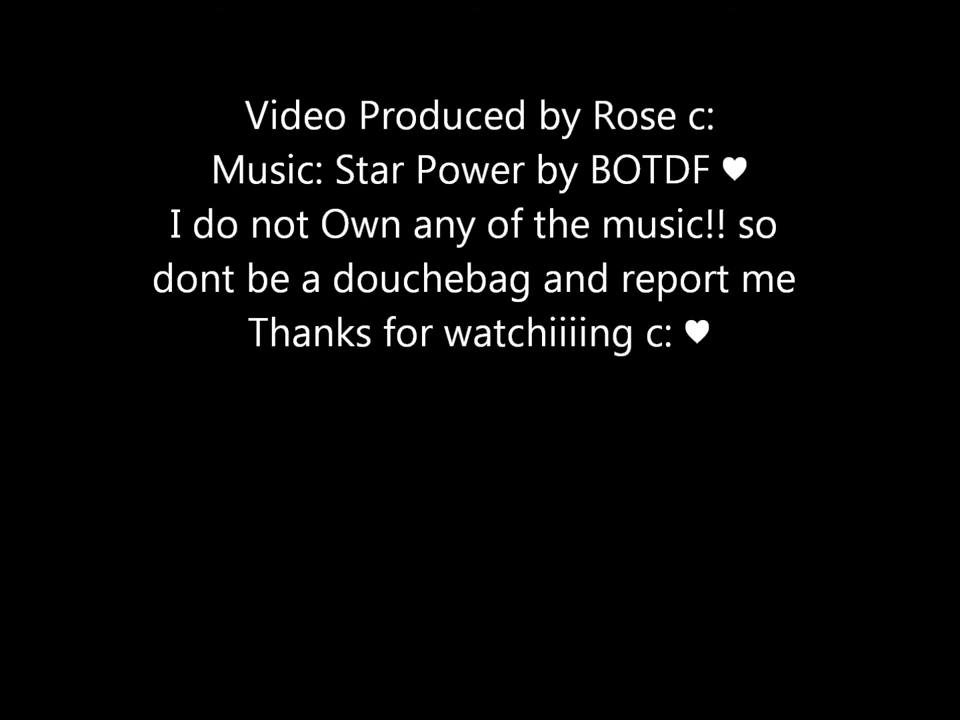 Video Produced by Rose c:
Music: Star Power by BOTDF ♥
I do not Own any of the music!! so
dont be a douchebag and report me
Thanks for watchiiiing c: ♥